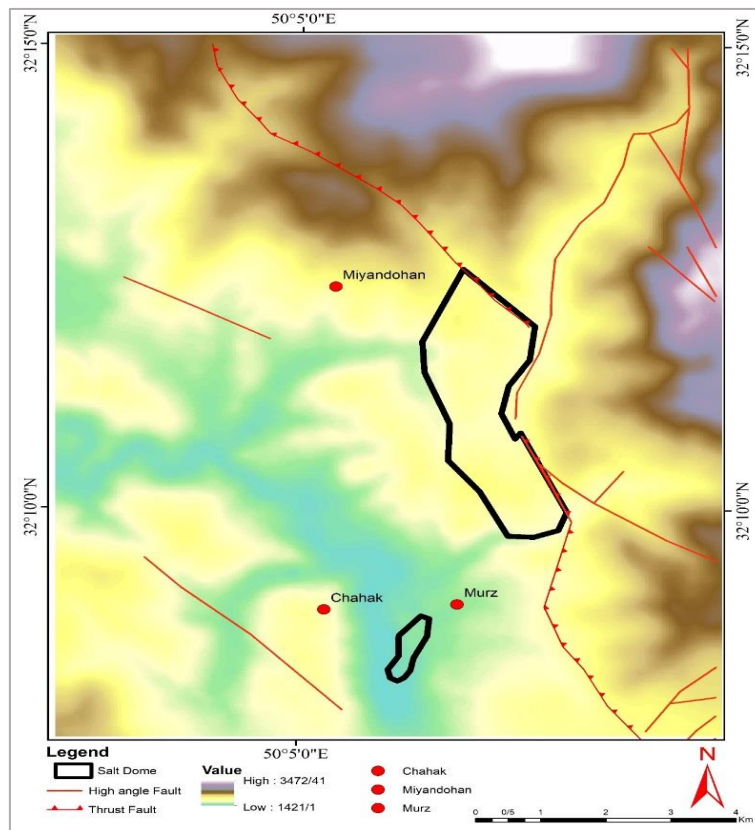 50°5'0"E
32°15'0"N
32°15'0"N
Miyandohan
32°10'0"N
32°10'0"N
Chahak
Murz
50°5'0"E
Legend
Salt Dome
High angle Fault
Thrust Fault
Value
High : 3472/41
Low : 1421/1
Chahak
Miyandohan
Murz
N
0 0/5 1 2 3 4
Km